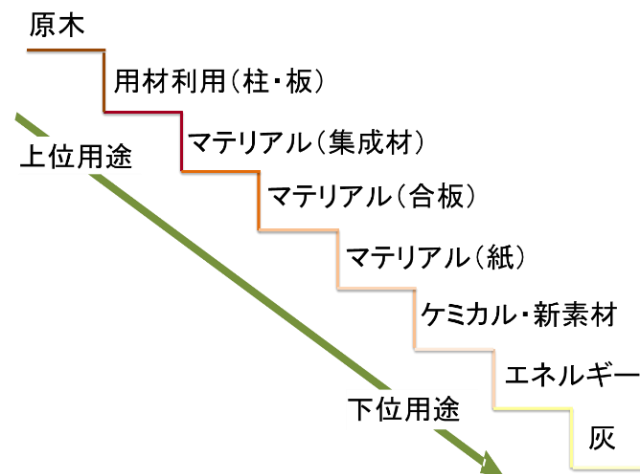 原木
用材利用(柱・板)
マテリアル(集成材)
上位用途
マテリアル(合板)
マテリアル(紙)
ケミカル・新素材
エネルギー
下位用途
灰